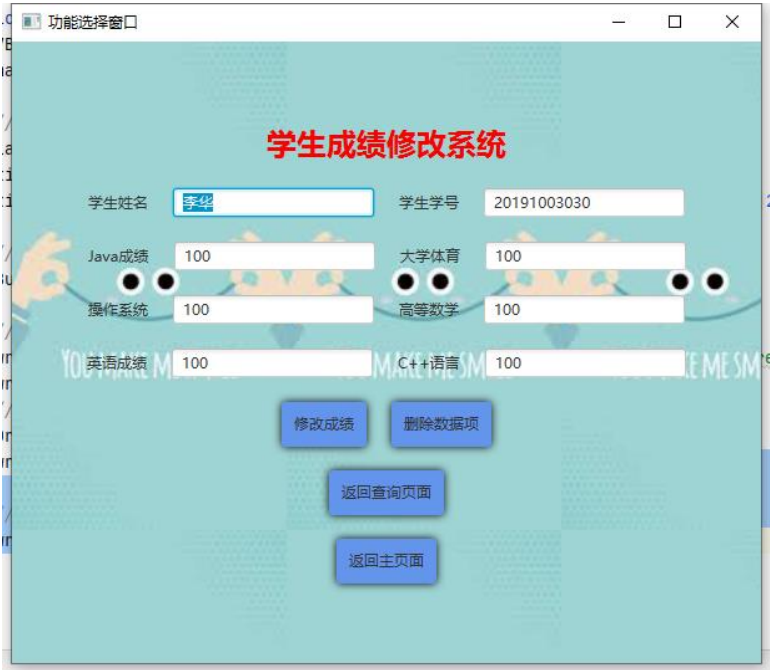 功能选择窗口
学生成绩修改系统
学生姓名 李华 学生学号 20191003030
Java成绩 100 大学体育 100
操作系统 100 高等数学 100
英语成绩 100 C++语言 100
修改成绩 删除数据项
返回查询页面
返回主页面